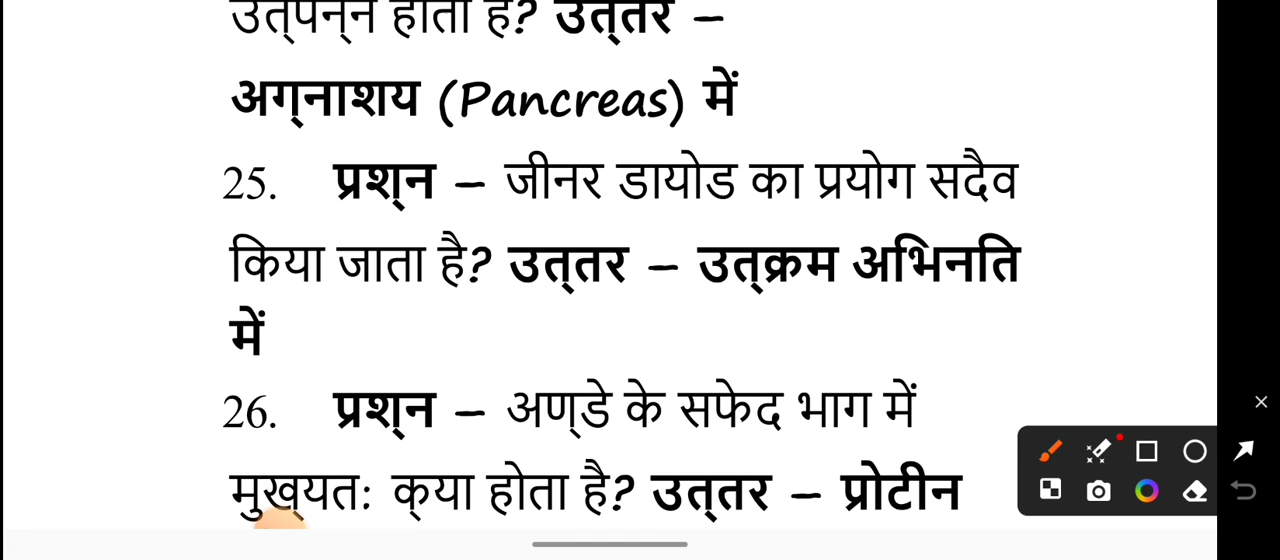 उत्पन्न होता है? उत्तर –
अग्नाशय (Pancreas) में
25. प्रश्न – जीनर डायोड का प्रयोग सदैव
किया जाता है? उत्तर – उत्क्रम अभिनति
में
26. प्रश्न – अण्डे के सफेद भाग में
मुख्यतः क्या होता है? उत्तर – प्रोटीन